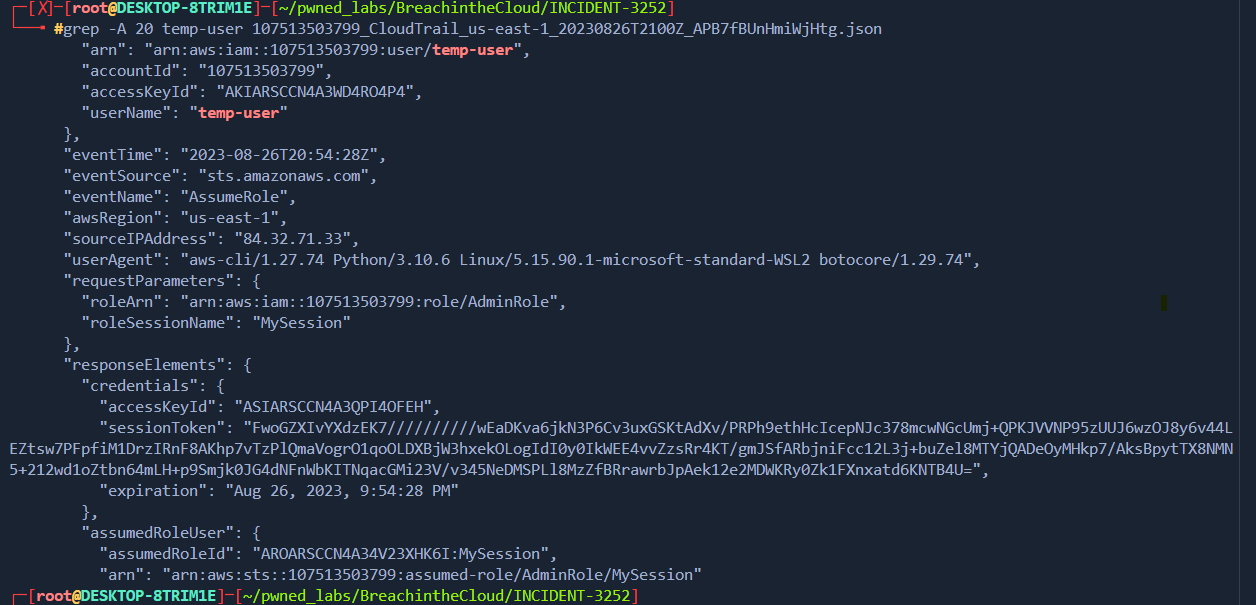 ┌─[✗]─[root@DESKTOP-8TRIM1E]─[~/pwned_labs/BreachintheCloud/INCIDENT-3252]
└──╼ #grep -A 20 temp-user 107513503799_CloudTrail_us-east-1_20230826T2100Z_APB7fBUnHmiWjHtg.json
"arn": "arn:aws:iam::107513503799:user/temp-user",
"accountId": "107513503799",
"accessKeyId": "AKIARSCCN4A3WD4RO4P4",
"userName": "temp-user"
},
"eventTime": "2023-08-26T20:54:28Z",
"eventSource": "sts.amazonaws.com",
"eventName": "AssumeRole",
"awsRegion": "us-east-1",
"sourceIPAddress": "84.32.71.33",
"userAgent": "aws-cli/1.27.74 Python/3.10.6 Linux/5.15.90.1-microsoft-standard-WSL2 botocore/1.29.74",
"requestParameters": {
"roleArn": "arn:aws:iam::107513503799:role/AdminRole",
"roleSessionName": "MySession"
},
"responseElements": {
"credentials": {
"accessKeyId": "ASIARSCCN4A3QPI4OFEH",
"sessionToken": "FwoGZXIvYXdzEK7//////////wEaDKva6jkN3P6Cv3uxGSKtAdXv/PRPh9ethHcIcepNJc378mcwNGcUmj+QPKJVVNP95zUUJ6wzOJ8y6v44L
EZtsw7PFpfiM1DrzIRnF8AKhp7vTzPlQmaVogrO1qoOLDXBjW3hxekOLogIdI0y0IkWEE4vvZzsRr4KT/gmJSfARbjniFcc12L3j+buZel8MTYjQADeOyMHkp7/AksBpytTX8NMN
5+212wd1oZtbn64mLH+p9Smjk0JG4dNFnWbKITNqacGMi23V/v345NeDMSPLl8MzZfBRrawrbJpAek12e2MDWKRy0Zk1FXnxatd6KNTB4U=",
"expiration": "Aug 26, 2023, 9:54:28 PM"
},
"assumedRoleUser": {
"assumedRoleId": "AROARSCCN4A34V23XHK6I:MySession",
"arn": "arn:aws:sts::107513503799:assumed-role/AdminRole/MySession"
┌─[root@DESKTOP-8TRIM1E]─[~/pwned_labs/BreachintheCloud/INCIDENT-3252]